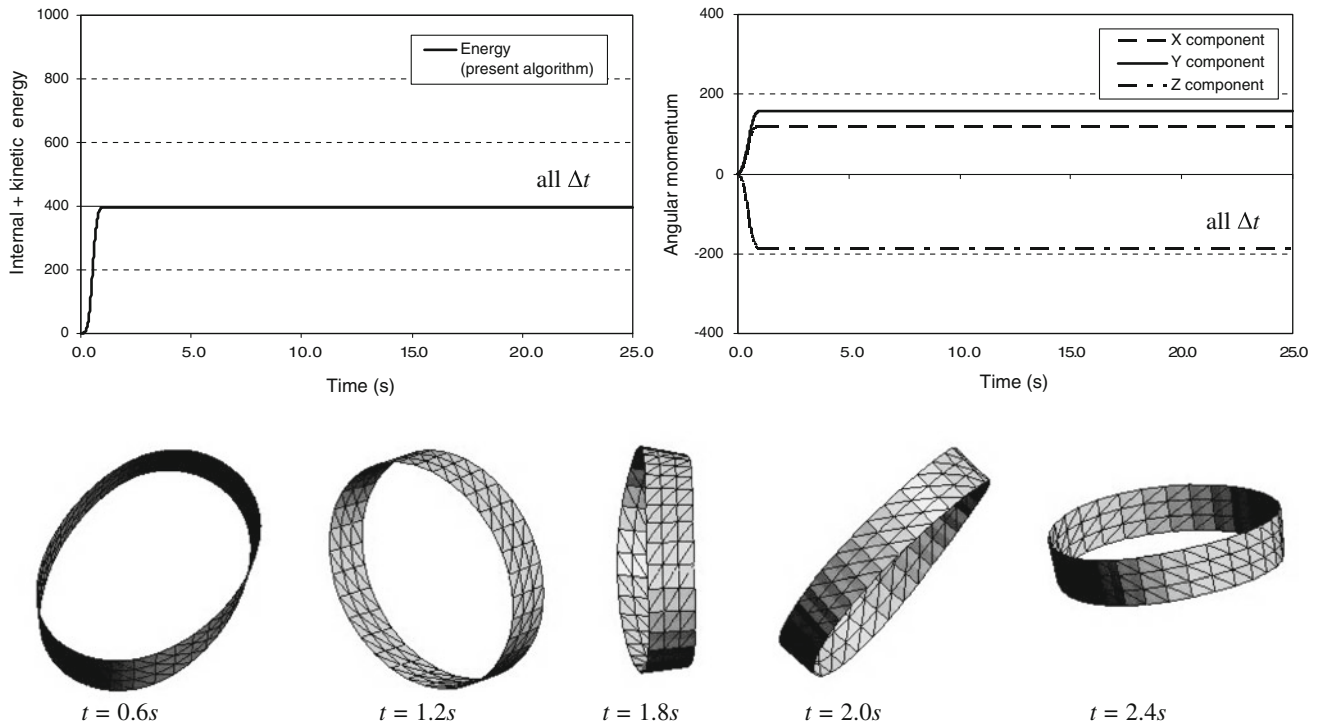 1000
800
600
400
200
0
Internal + kinetic energy
Energy
(present algorithm)
all Δt
0.0 5.0 10.0 15.0 20.0 25.0
Time (s)
400
200
0
-200
-400
Angular momentum
X component
Y component
Z component
all Δt
0.0 5.0 10.0 15.0 20.0 25.0
Time (s)
t = 0.6s
t = 1.2s
t = 1.8s
t = 2.0s
t = 2.4s